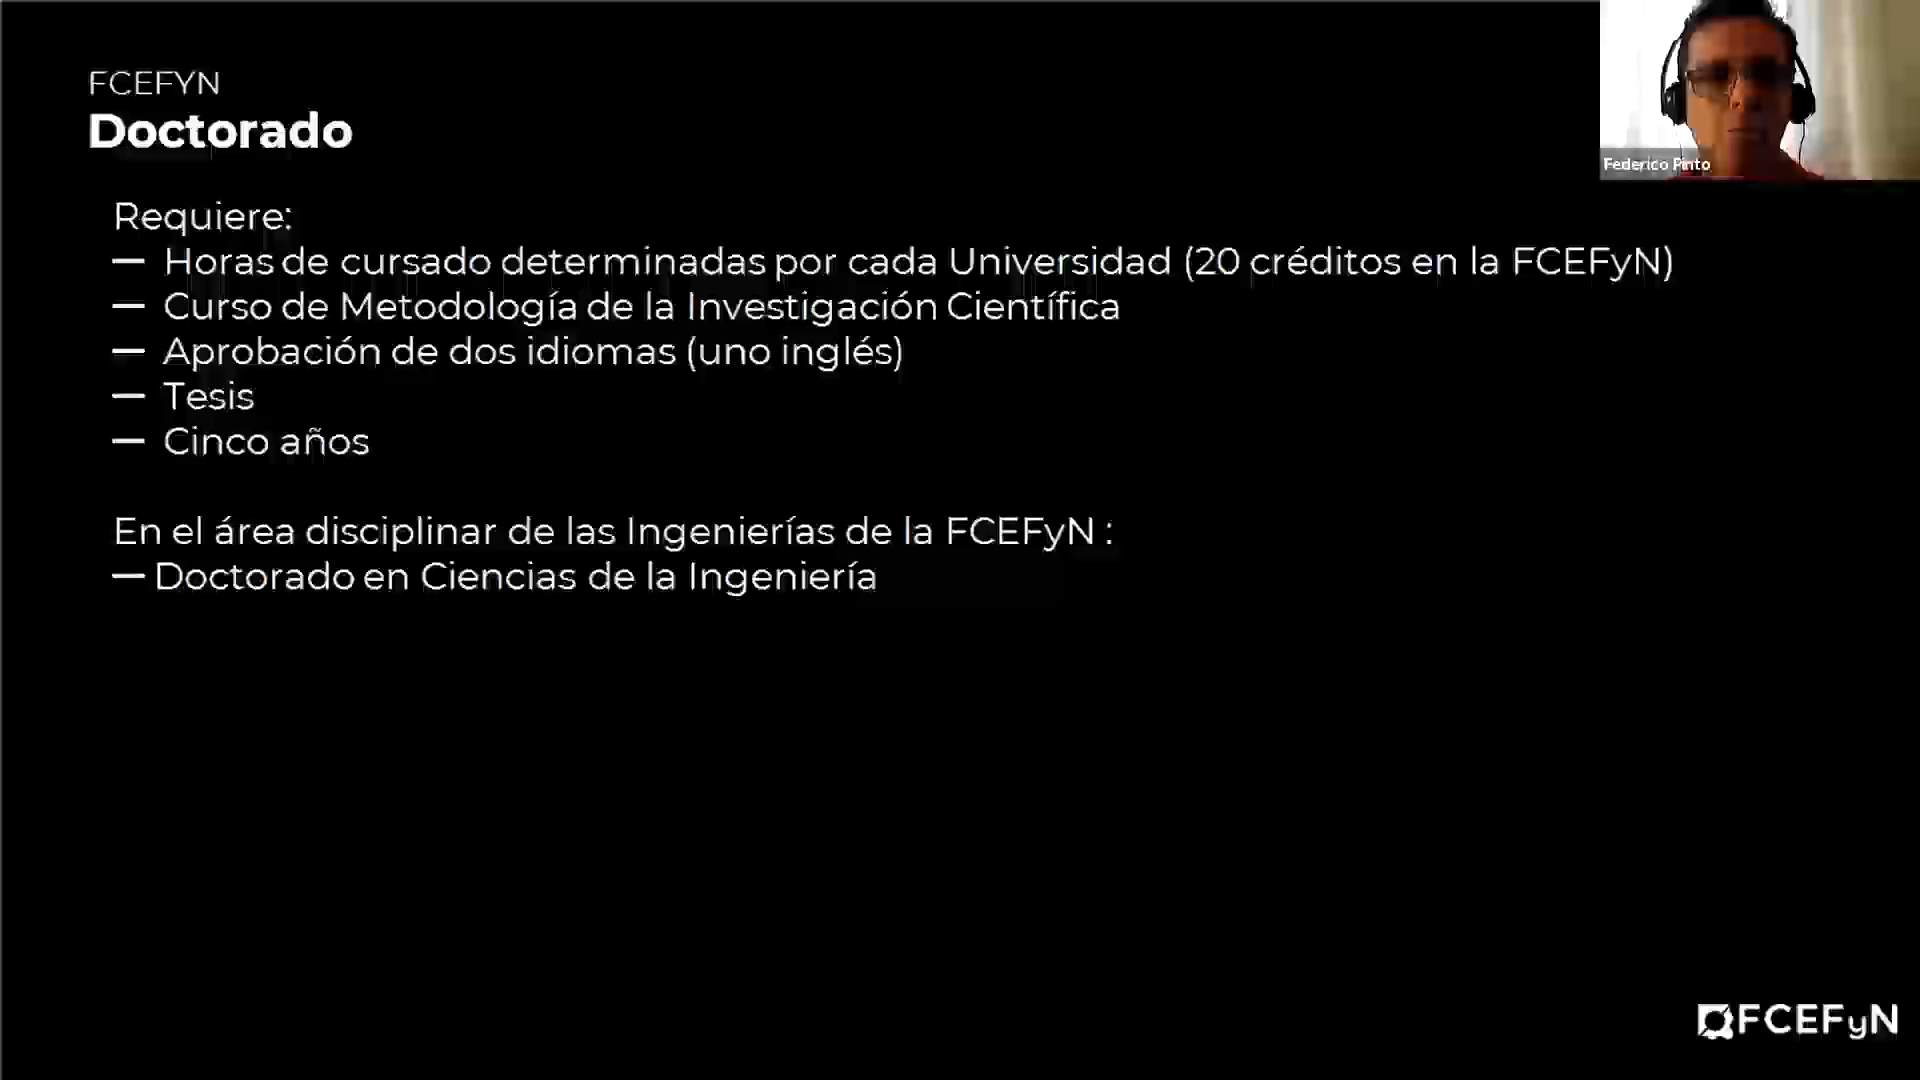 FCEFYN
Doctorado
Federico Pinto
Requiere:
— Horas de cursado determinadas por cada Universidad (20 créditos en la FCEFyN)
— Curso de Metodología de la Investigación Científica
— Aprobación de dos idiomas (uno inglés)
— Tesis
— Cinco años
En el área disciplinar de las Ingenierías de la FCEFyN :
— Doctorado en Ciencias de la Ingeniería
FCEFyN